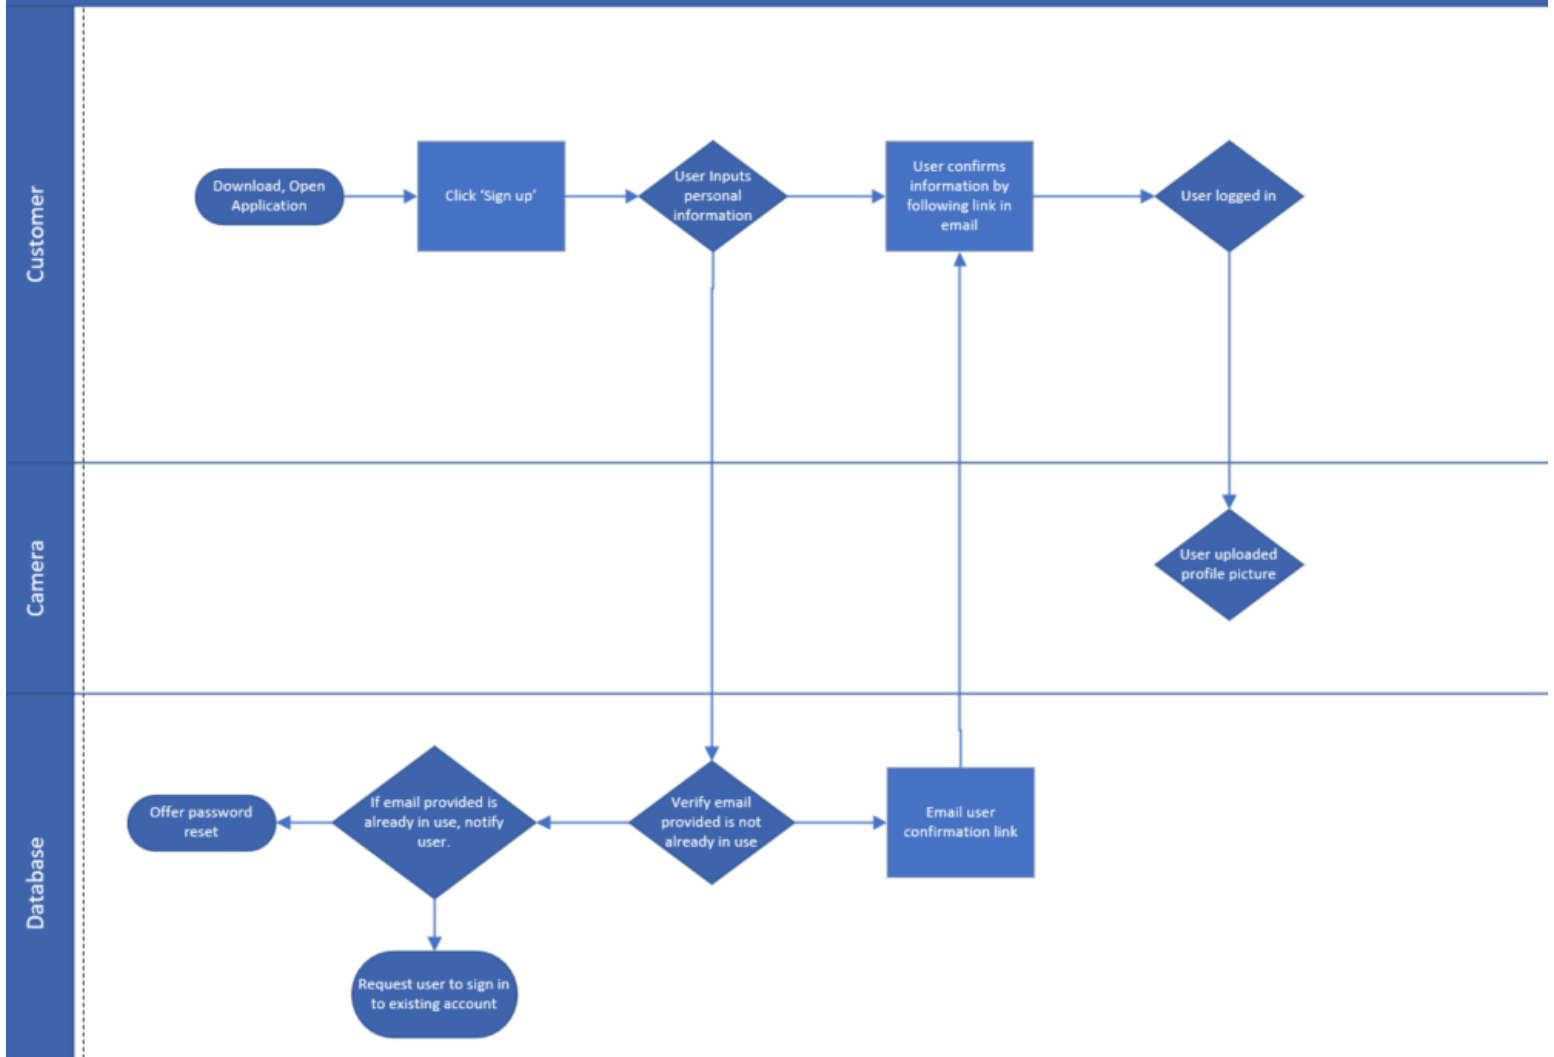 Customer
Download, Open
Application
Click 'Sign up'
User Inputs
personal
information
User confirms
information by
following link in
email
User logged in
Camera
User uploaded
profile picture
Database
Offer password
reset
If email provided is
already in use, notify
user.
Verify email
provided is not
already in use
Email user
confirmation link
Request user to sign in
to existing account